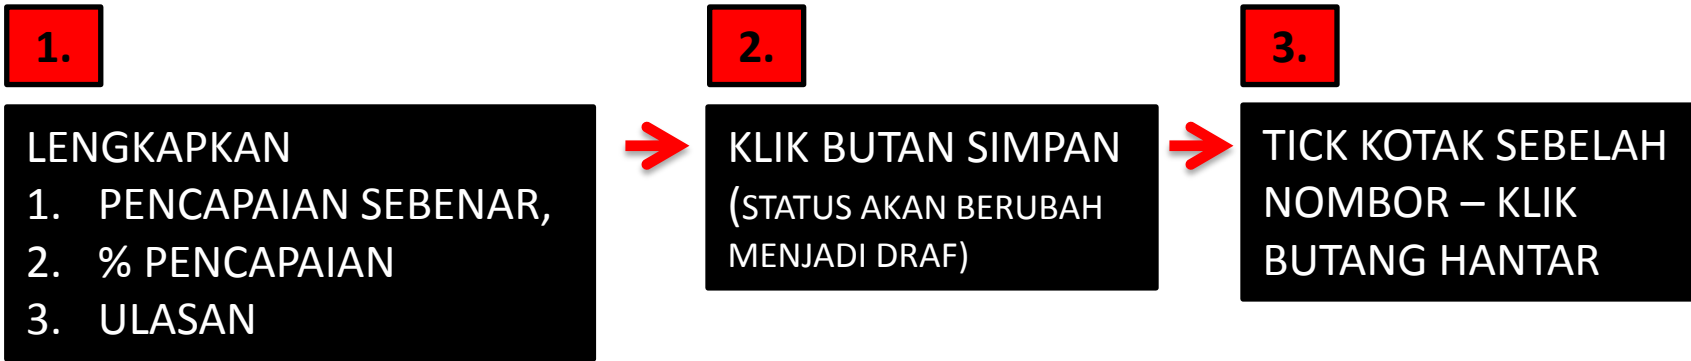 1.
LENGKAPKAN
1. PENCAPAIAN SEBENAR,
2. % PENCAPAIAN
3. ULASAN
2.
KLIK BUTAN SIMPAN
(STATUS AKAN BERUBAH
MENJADI DRAF)
3.
TICK KOTAK SEBELAH
NOMBOR – KLIK
BUTANG HANTAR